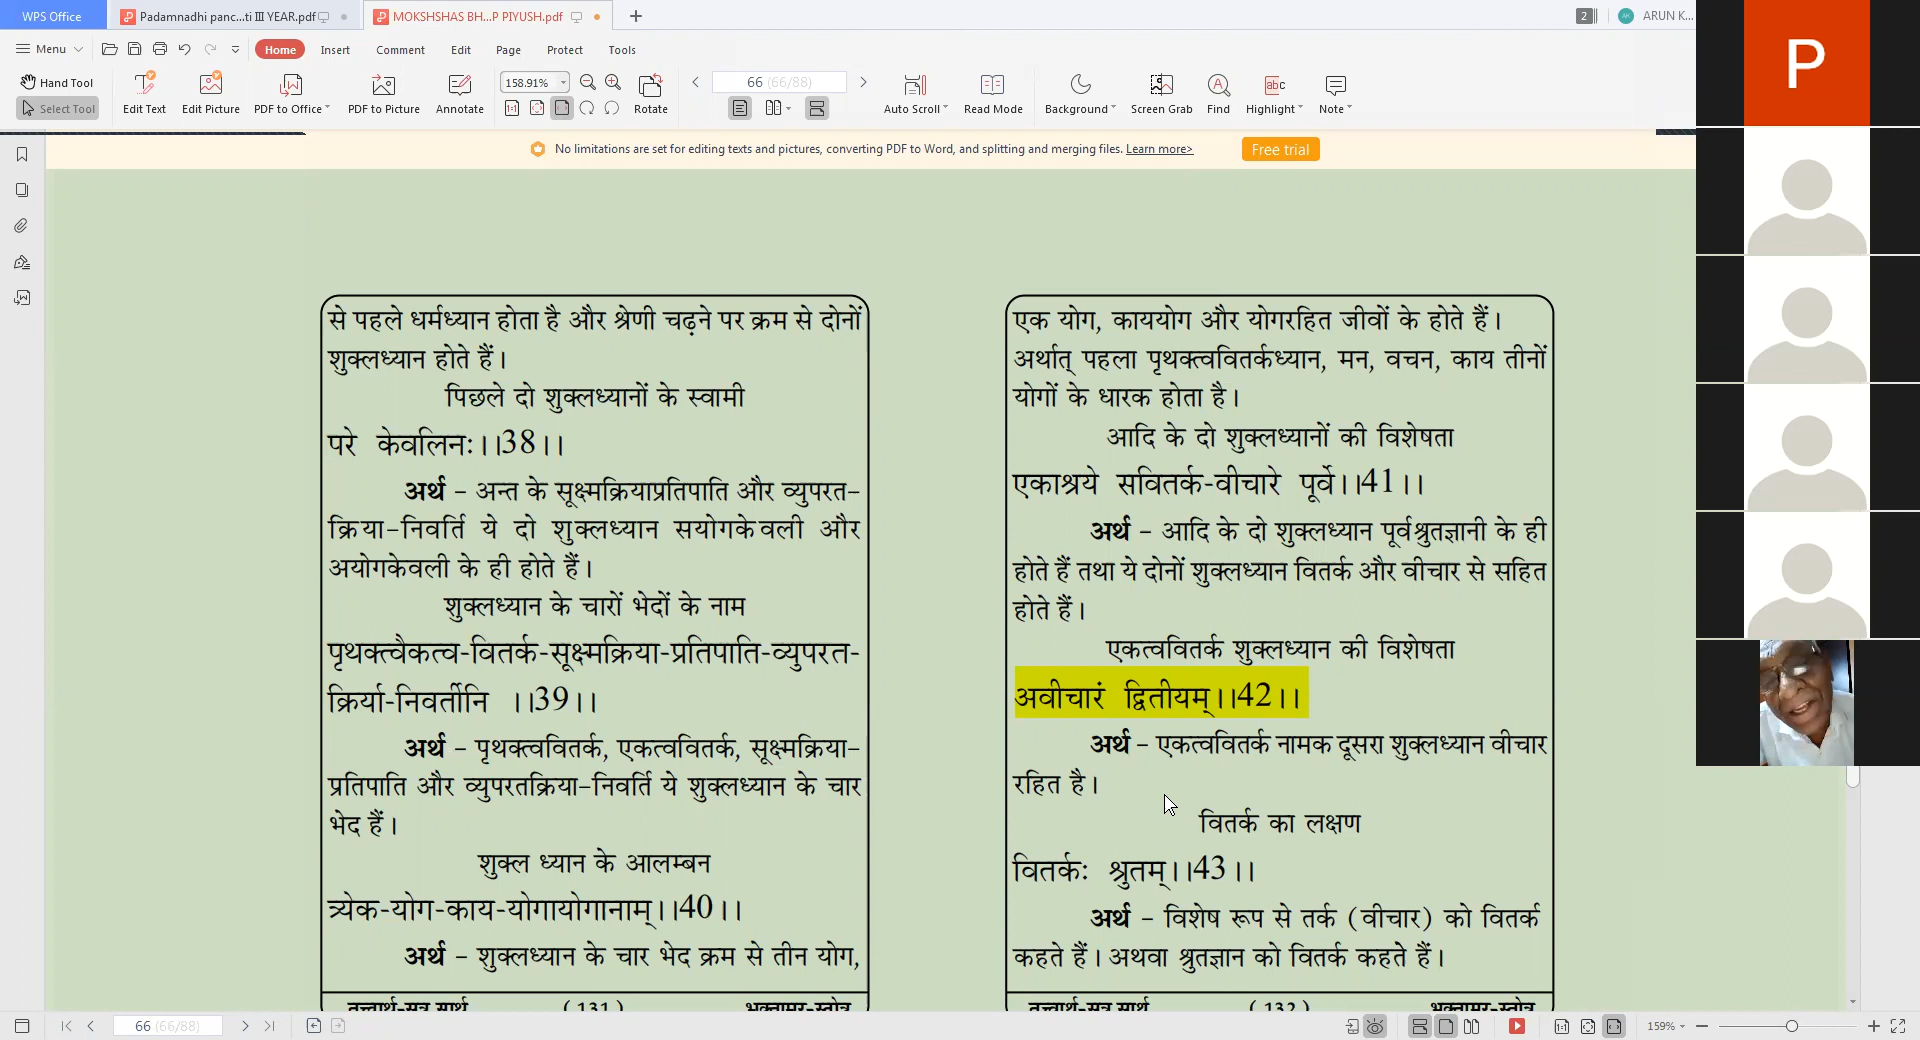 WPS Office
Padamnadhi panc...ti III YEAR.pdf
MOKSHSHAS BH...P PIYUSH.pdf
2
ARUN K...
Menu
Home
Insert
Comment
Edit
Page
Protect
Tools
Hand Tool
Select Tool
Edit Text
Edit Picture
PDF to Office
PDF to Picture
Annotate
158.91%
Rotate
66 (66/88)
Auto Scroll
Read Mode
Background
Screen Grab
Find
Highlight
Note
No limitations are set for editing texts and pictures, converting PDF to Word, and splitting and merging files. Learn more>
Free trial
P
से पहले धर्मध्यान होता है और श्रेणी चढ़ने पर क्रम से दोनों
शुक्लध्यान होते हैं।
पिछले दो शुक्लध्यानों के स्वामी
परे केवलिनः।।38।।
अर्थ – अन्त के सूक्ष्मक्रियाप्रतिपाति और व्युपरत-
क्रिया-निवर्ति ये दो शुक्लध्यान सयोगकेवली और
अयोगकेवली के ही होते हैं।
शुक्लध्यान के चारों भेदों के नाम
पृथक्त्वैकत्व-वितर्क-सूक्ष्मक्रिया-प्रतिपाति-व्युपरत-
क्रिर्या-निवर्तीनि ।।39।।
अर्थ – पृथक्त्ववितर्क, एकत्ववितर्क, सूक्ष्मक्रिया-
प्रतिपाति और व्युपरतक्रिया-निवर्ति ये शुक्लध्यान के चार
भेद हैं।
शुक्ल ध्यान के आलम्बन
त्र्येक-योग-काय-योगायोगानाम्।।40।।
अर्थ – शुक्लध्यान के चार भेद क्रम से तीन योग,
तत्त्वार्थ-सूत्र सार्थ ( 131 ) भक्तामर-स्तोत्र
एक योग, काययोग और योगरहित जीवों के होते हैं।
अर्थात् पहला पृथक्त्ववितर्कध्यान, मन, वचन, काय तीनों
योगों के धारक होता है।
आदि के दो शुक्लध्यानों की विशेषता
एकाश्रये सवितर्क-वीचारे पूर्वे।।41।।
अर्थ – आदि के दो शुक्लध्यान पूर्वश्रुतज्ञानी के ही
होते हैं तथा ये दोनों शुक्लध्यान वितर्क और वीचार से सहित
होते हैं।
एकत्ववितर्क शुक्लध्यान की विशेषता
अवीचारं द्वितीयम्।।42।।
अर्थ – एकत्ववितर्क नामक दूसरा शुक्लध्यान वीचार
रहित है।
वितर्क का लक्षण
वितर्कः श्रुतम्।।43।।
अर्थ – विशेष रूप से तर्क (वीचार) को वितर्क
कहते हैं। अथवा श्रुतज्ञान को वितर्क कहते हैं।
तत्त्वार्थ-सूत्र सार्थ ( 132 ) भक्तामर-स्तोत्र
66 (66/88)
159%